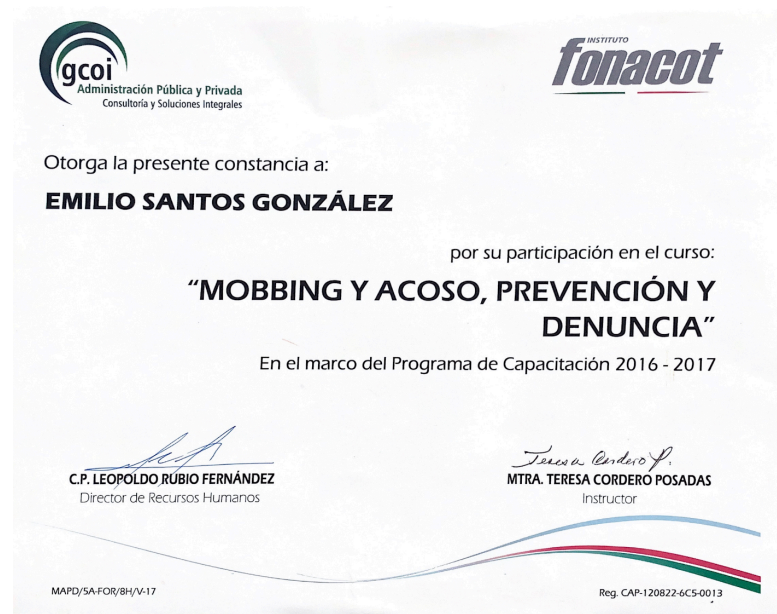 gcoi
Administración Pública y Privada
Consultoría y Soluciones Integrales
INSTITUTO
fonacot
Otorga la presente constancia a:
EMILIO SANTOS GONZÁLEZ
por su participación en el curso:
“MOBBING Y ACOSO, PREVENCIÓN Y
DENUNCIA”
En el marco del Programa de Capacitación 2016 - 2017
Teresa Cordero P.
C.P. LEOPOLDO RUBIO FERNÁNDEZ
Director de Recursos Humanos
MTRA. TERESA CORDERO POSADAS
Instructor
MAPD/5A-FOR/8H/V-17
Reg. CAP-120822-6C5-0013